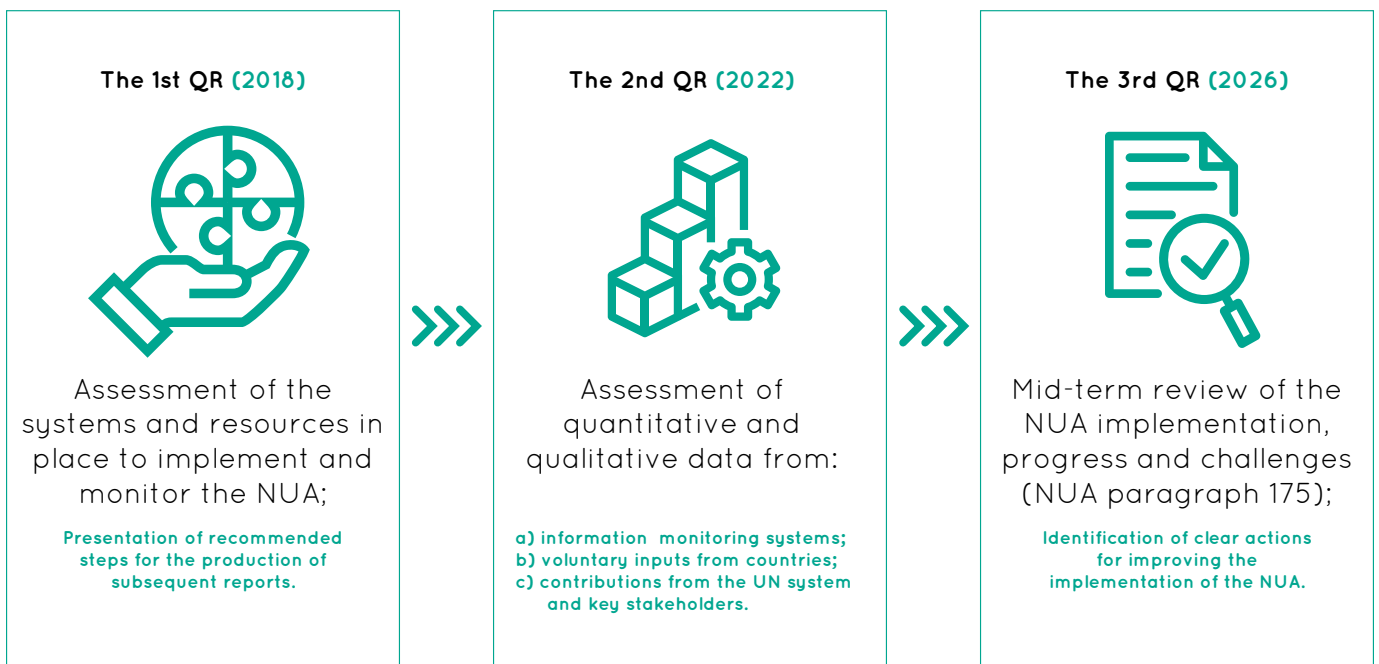 The 1st QR (2018)
Assessment of the
systems and resources in
place to implement and
monitor the NUA;
Presentation of recommended
steps for the production of
subsequent reports.
The 2nd QR (2022)
Assessment of
quantitative and
qualitative data from:
a) information monitoring systems;
b) voluntary inputs from countries;
c) contributions from the UN system
and key stakeholders.
The 3rd QR (2026)
Mid-term review of the
NUA implementation,
progress and challenges
(NUA paragraph 175);
Identification of clear actions
for improving the
implementation of the NUA.